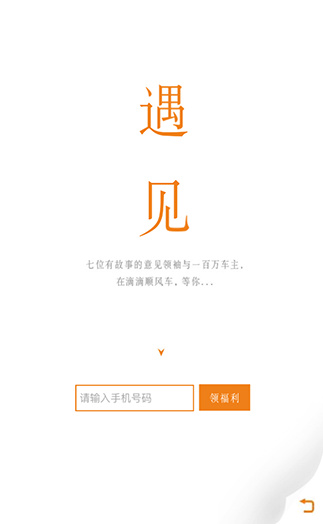 遇
见
七位有故事的意见领袖与一百万车主，
在滴滴顺风车，等你...
请输入手机号码
领福利